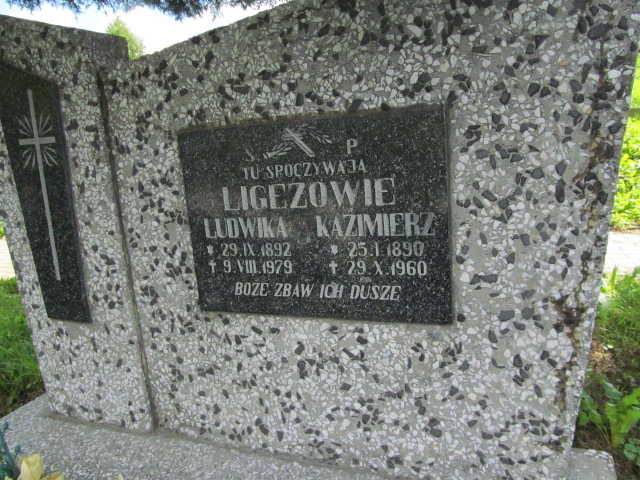 Ś. P
TU SPOCZYWAJĄ
LIGĘZOWIE
LUDWIKA KAZIMIERZ
* 29.IX.1892 * 25.I.1890
† 9.VIII.1979 † 29.X.1960
BOŻE ZBAW ICH DUSZE